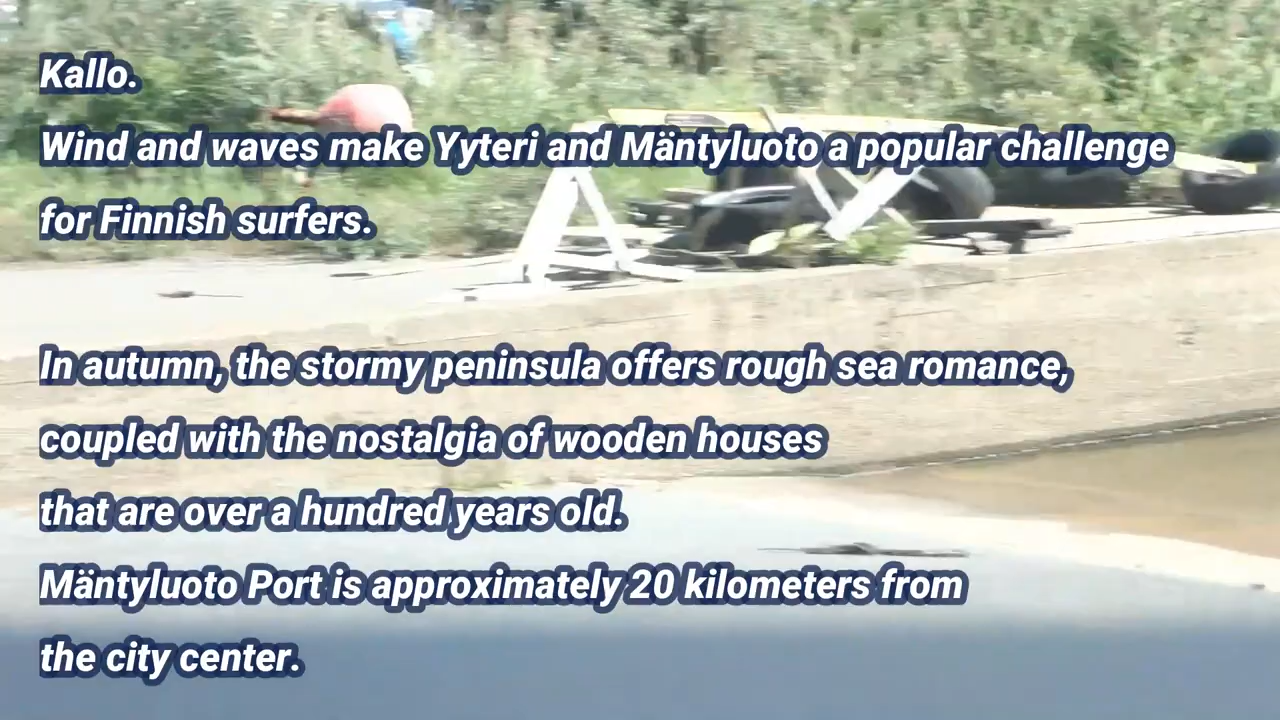 Kallo.
Wind and waves make Yyteri and Mäntyluoto a popular challenge
for Finnish surfers.
In autumn, the stormy peninsula offers rough sea romance,
coupled with the nostalgia of wooden houses
that are over a hundred years old.
Mäntyluoto Port is approximately 20 kilometers from
the city center.